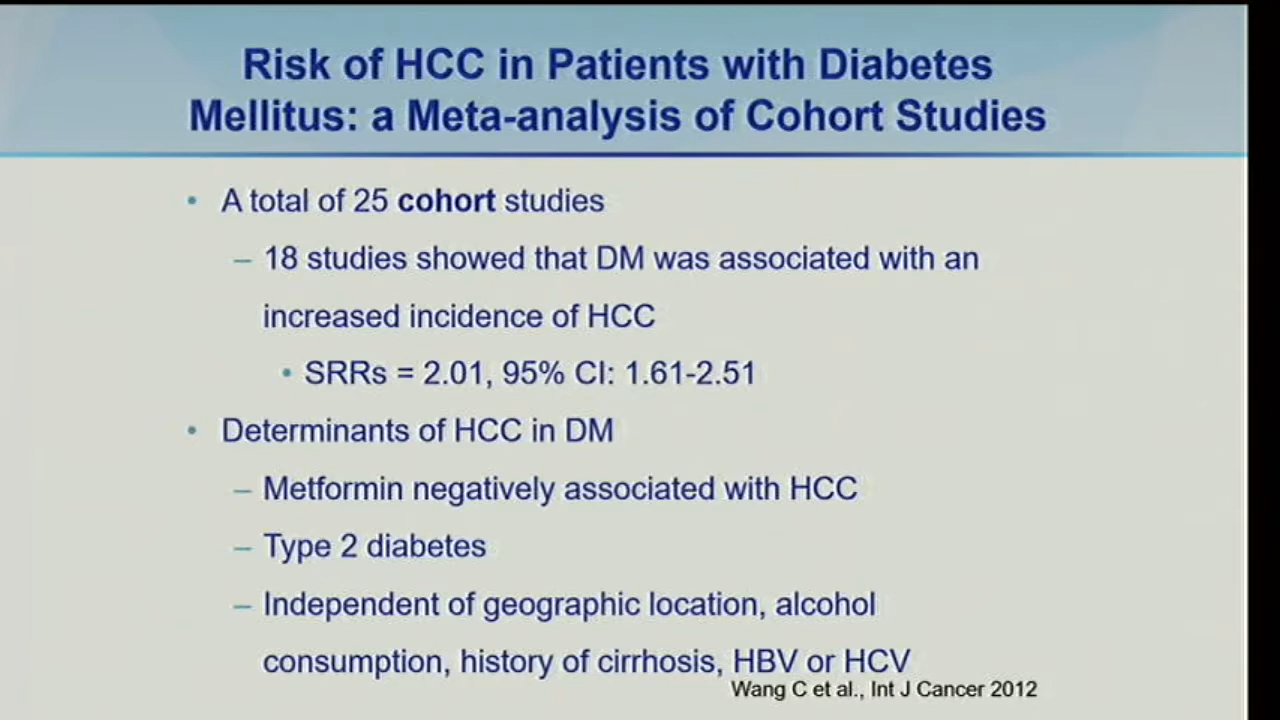 Risk of HCC in Patients with Diabetes
Mellitus: a Meta-analysis of Cohort Studies
• A total of 25 cohort studies
– 18 studies showed that DM was associated with an
increased incidence of HCC
• SRRs = 2.01, 95% CI: 1.61-2.51
• Determinants of HCC in DM
– Metformin negatively associated with HCC
– Type 2 diabetes
– Independent of geographic location, alcohol
consumption, history of cirrhosis, HBV or HCV
Wang C et al., Int J Cancer 2012